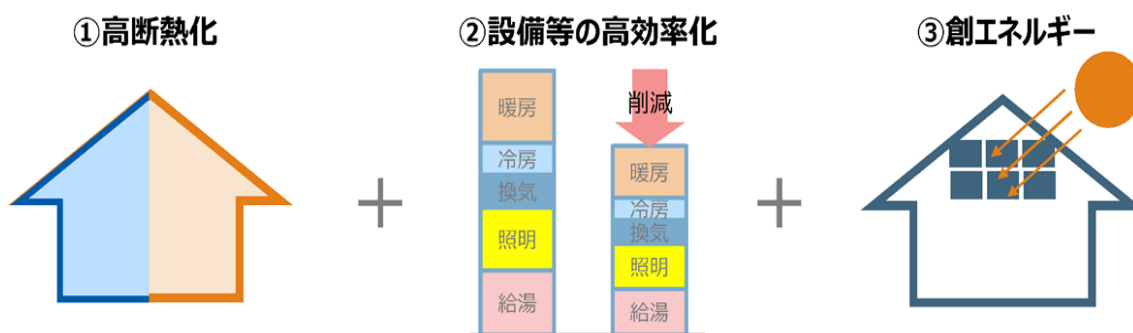 ①高断熱化
②設備等の高効率化
③創エネルギー
暖房
冷房
換気
照明
給湯
削減
暖房
冷房
換気
照明
給湯